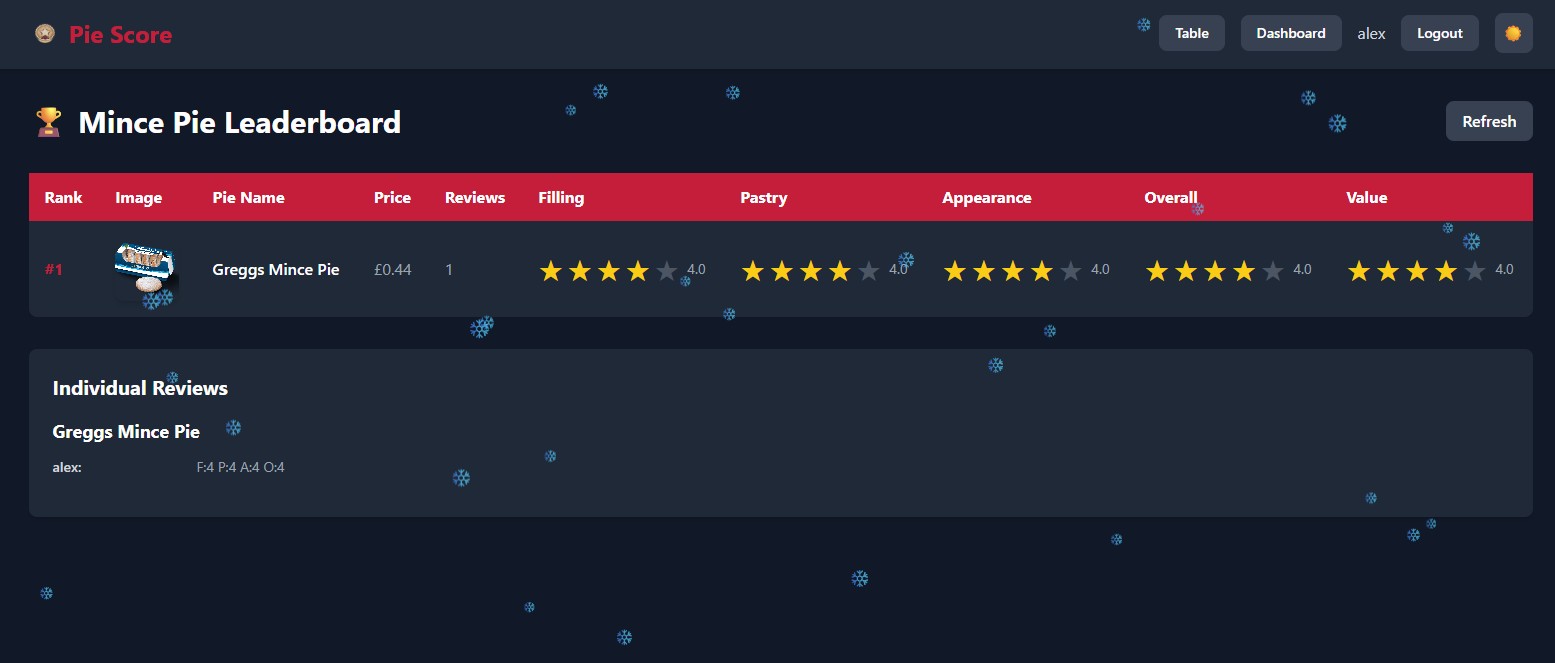 Pie Score
Table Dashboard alex Logout
Mince Pie Leaderboard
Refresh
Rank Image Pie Name Price Reviews Filling Pastry Appearance Overall Value
#1 Greggs Mince Pie £0.44 1 4.0 4.0 4.0 4.0 4.0
Individual Reviews
Greggs Mince Pie
alex: F:4 P:4 A:4 O:4